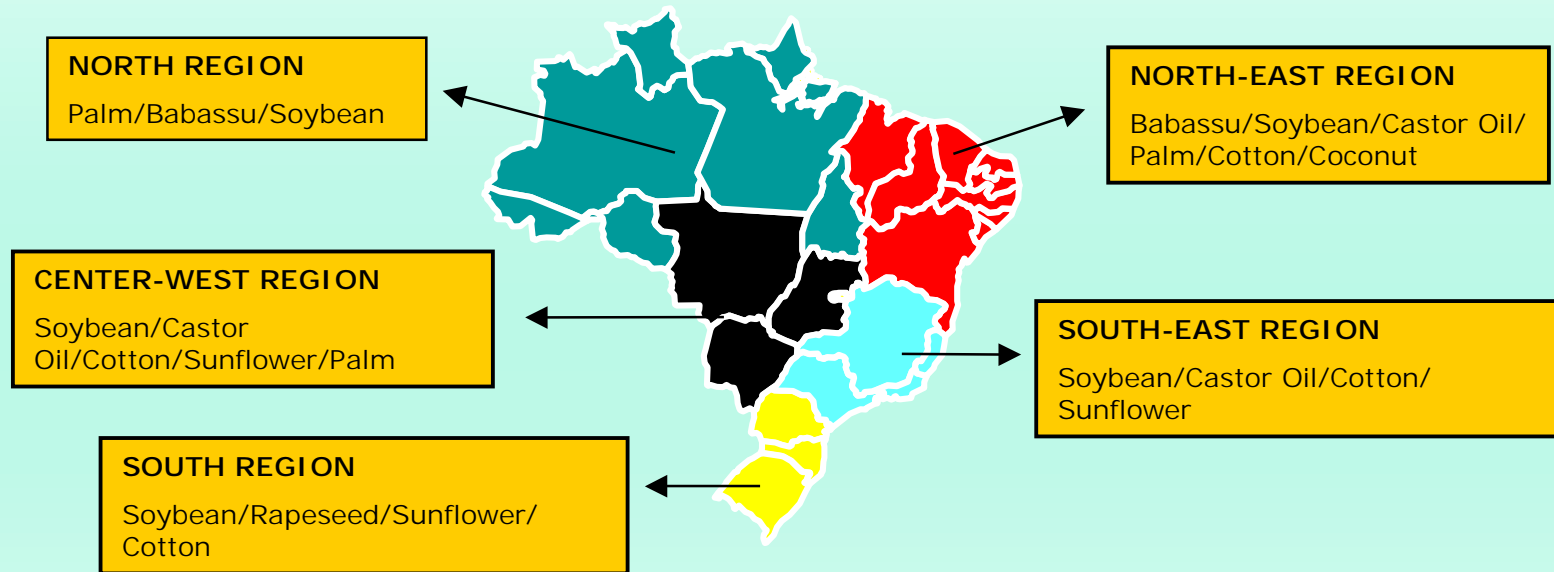 NORTH REGION
Palm/Babassu/Soybean
NORTH-EAST REGION
Babassu/Soybean/Castor Oil/
Palm/Cotton/Coconut
CENTER-WEST REGION
Soybean/Castor
Oil/Cotton/Sunflower/Palm
SOUTH-EAST REGION
Soybean/Castor Oil/Cotton/
Sunflower
SOUTH REGION
Soybean/Rapeseed/Sunflower/
Cotton